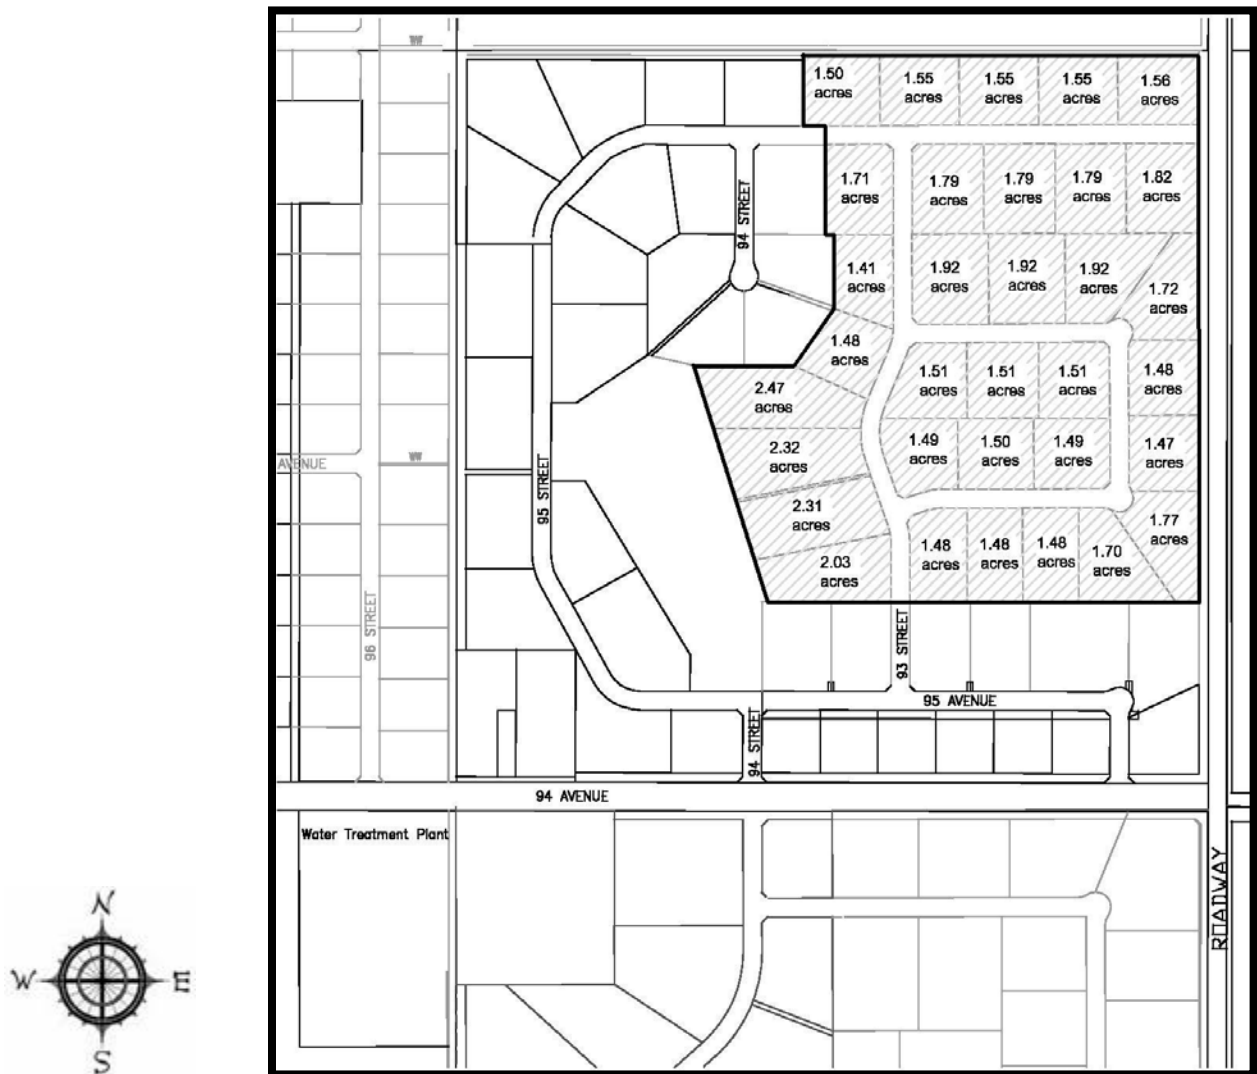 W
1.50
acres
1.55
acres
1.55
acres
1.55
acres
1.56
acres
1.71
acres
1.79
acres
1.79
acres
1.79
acres
1.82
acres
94 STREET
1.41
acres
1.92
acres
1.92
acres
1.92
acres
1.72
acres
1.48
acres
2.47
acres
1.51
acres
1.51
acres
1.51
acres
1.48
acres
AVENUE
W
95 STREET
2.32
acres
1.49
acres
1.50
acres
1.49
acres
1.47
acres
2.31
acres
1.77
acres
2.03
acres
1.48
acres
1.48
acres
1.48
acres
1.70
acres
96 STREET
93 STREET
95 AVENUE
94 STREET
94 AVENUE
Water Treatment Plant
ROADWAY
N
W
E
S